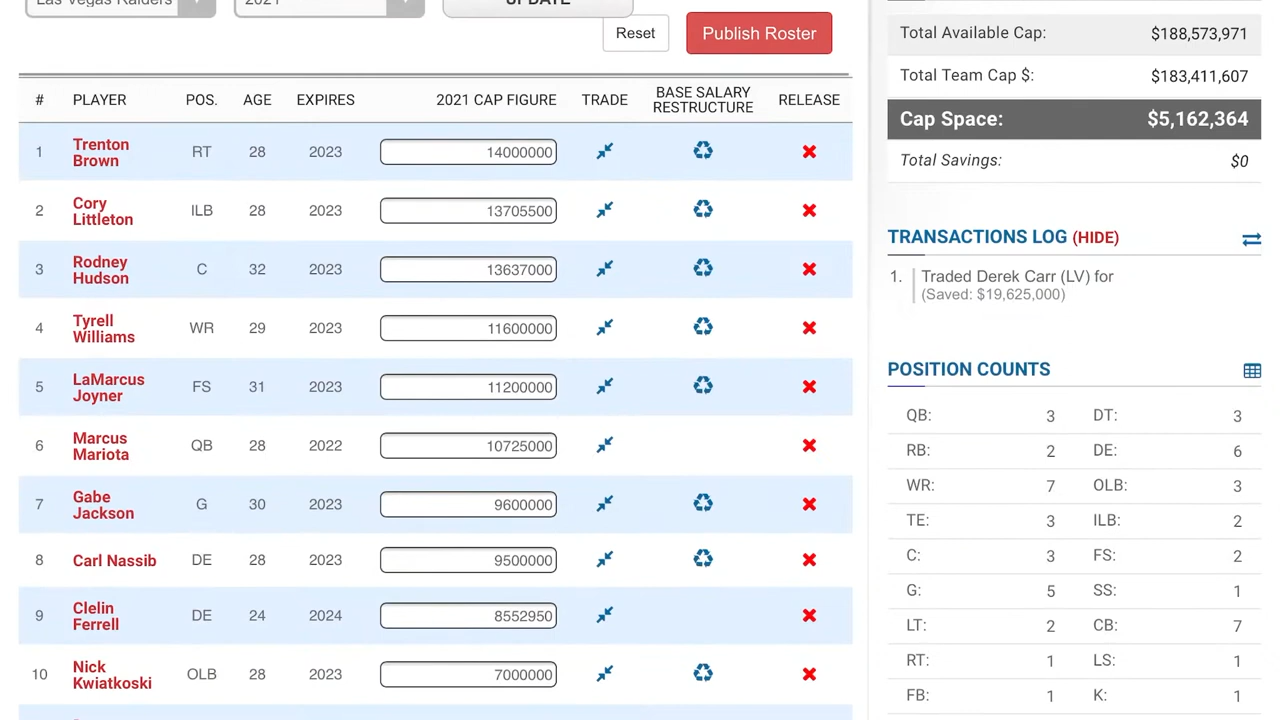 Las Vegas Raiders 2021 UPDATE
Reset Publish Roster
# PLAYER POS. AGE EXPIRES 2021 CAP FIGURE TRADE BASE SALARY RESTRUCTURE RELEASE
1 Trenton Brown RT 28 2023 14000000
2 Cory Littleton ILB 28 2023 13705500
3 Rodney Hudson C 32 2023 13637000
4 Tyrell Williams WR 29 2023 11600000
5 LaMarcus Joyner FS 31 2023 11200000
6 Marcus Mariota QB 28 2022 10725000
7 Gabe Jackson G 30 2023 9600000
8 Carl Nassib DE 28 2023 9500000
9 Clelin Ferrell DE 24 2024 8552950
10 Nick Kwiatkoski OLB 28 2023 7000000
Total Available Cap: $188,573,971
Total Team Cap $: $183,411,607
Cap Space: $5,162,364
Total Savings: $0
TRANSACTIONS LOG (HIDE)
1. Traded Derek Carr (LV) for
(Saved: $19,625,000)
POSITION COUNTS
QB: 3 DT: 3
RB: 2 DE: 6
WR: 7 OLB: 3
TE: 3 ILB: 2
C: 3 FS: 2
G: 5 SS: 1
LT: 2 CB: 7
RT: 1 LS: 1
FB: 1 K: 1